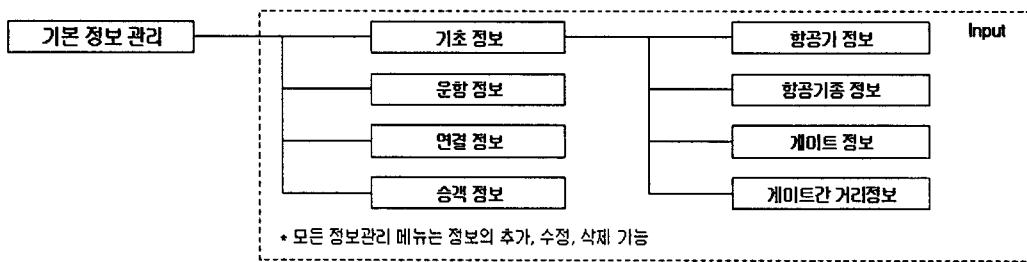 기본 정보 관리
기초 정보
항공기 정보
Input
운항 정보
항공기종 정보
연결 정보
게이트 정보
승객 정보
게이트간 거리정보
* 모든 정보관리 메뉴는 정보의 추가, 수정, 삭제 가능